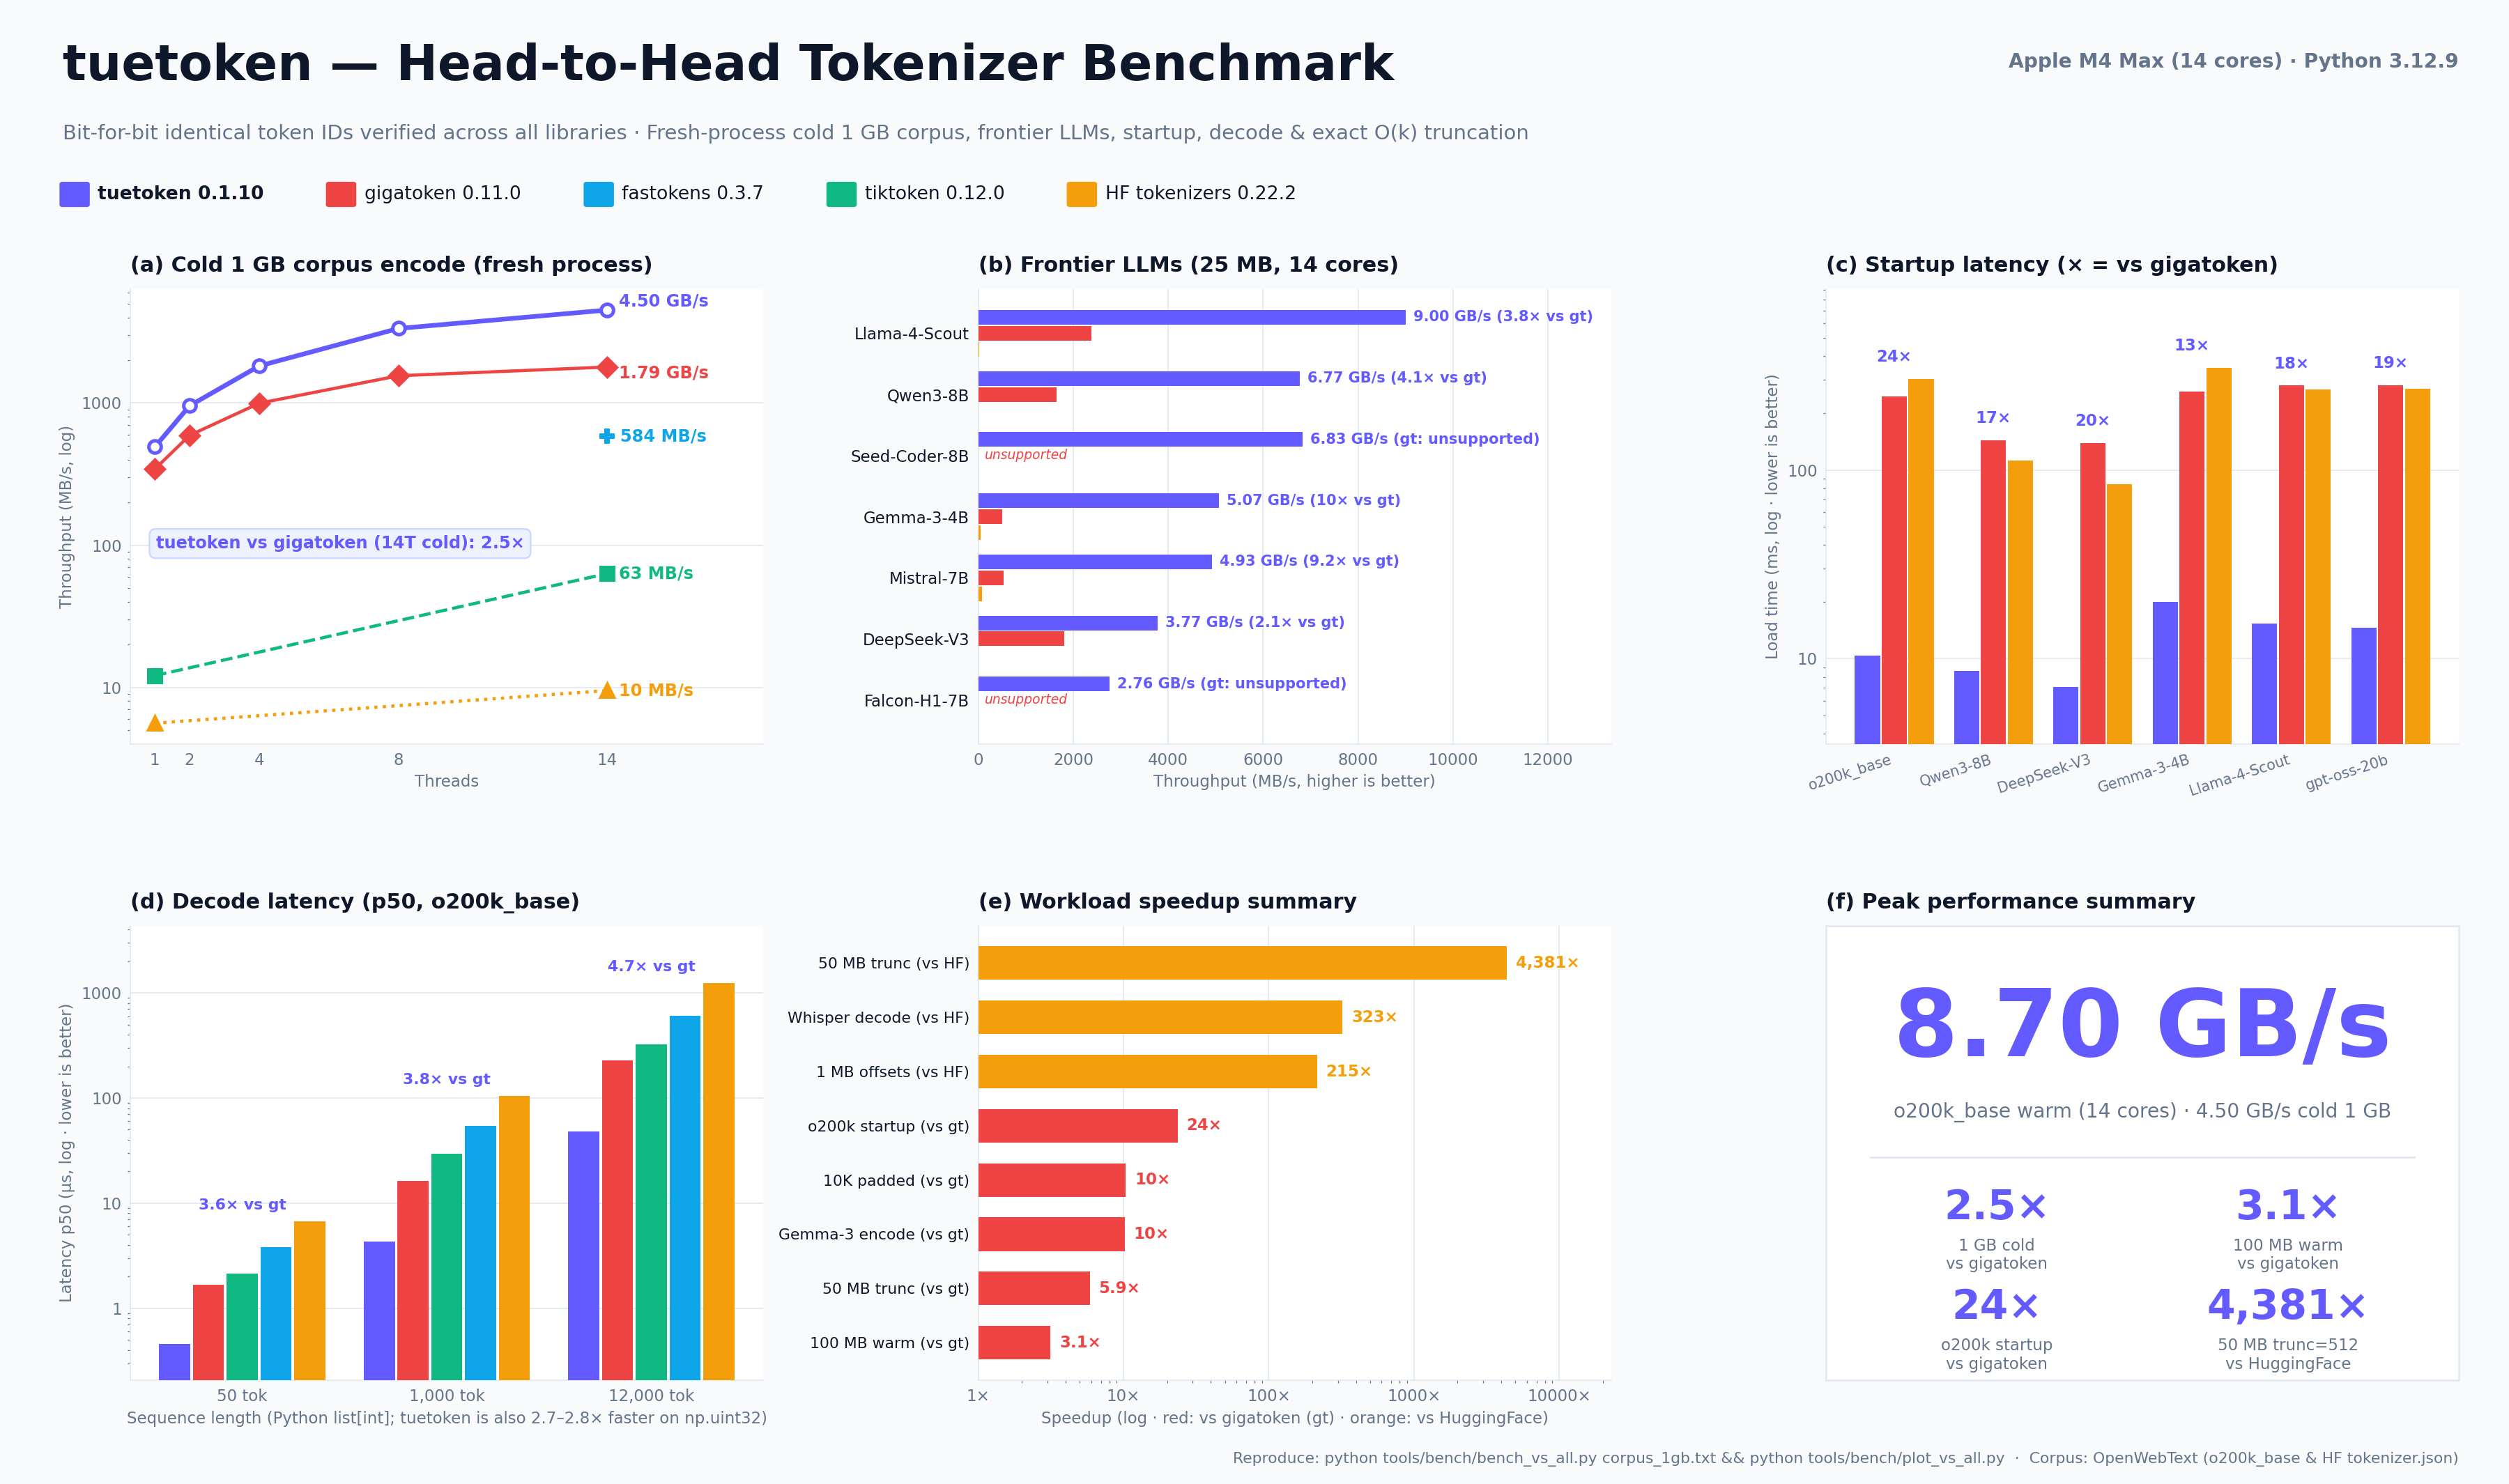 tuetoken — Head-to-Head Tokenizer Benchmark
Apple M4 Max (14 cores) · Python 3.12.9
Bit-for-bit identical token IDs verified across all libraries · Fresh-process cold 1 GB corpus, frontier LLMs, startup, decode & exact O(k) truncation
tuetoken 0.1.10
gigatoken 0.11.0
fastokens 0.3.7
tiktoken 0.12.0
HF tokenizers 0.22.2
(a) Cold 1 GB corpus encode (fresh process)
Throughput (MB/s, log)
1000
100
10
4.50 GB/s
1.79 GB/s
584 MB/s
tuetoken vs gigatoken (14T cold): 2.5×
63 MB/s
10 MB/s
1 2 4 8 14
Threads
(b) Frontier LLMs (25 MB, 14 cores)
Llama-4-Scout
9.00 GB/s (3.8× vs gt)
Qwen3-8B
6.77 GB/s (4.1× vs gt)
Seed-Coder-8B
6.83 GB/s (gt: unsupported)
unsupported
Gemma-3-4B
5.07 GB/s (10× vs gt)
Mistral-7B
4.93 GB/s (9.2× vs gt)
DeepSeek-V3
3.77 GB/s (2.1× vs gt)
Falcon-H1-7B
2.76 GB/s (gt: unsupported)
unsupported
0 2000 4000 6000 8000 10000 12000
Throughput (MB/s, higher is better)
(c) Startup latency (× = vs gigatoken)
Load time (ms, log · lower is better)
100
10
24×
17×
20×
13×
18×
19×
o200k_base
Qwen3-8B
DeepSeek-V3
Gemma-3-4B
Llama-4-Scout
gpt-oss-20b
(d) Decode latency (p50, o200k_base)
Latency p50 (µs, log · lower is better)
1000
100
10
1
3.6× vs gt
3.8× vs gt
4.7× vs gt
50 tok
1,000 tok
12,000 tok
Sequence length (Python list[int]; tuetoken is also 2.7–2.8× faster on np.uint32)
(e) Workload speedup summary
50 MB trunc (vs HF)
4,381×
Whisper decode (vs HF)
323×
1 MB offsets (vs HF)
215×
o200k startup (vs gt)
24×
10K padded (vs gt)
10×
Gemma-3 encode (vs gt)
10×
50 MB trunc (vs gt)
5.9×
100 MB warm (vs gt)
3.1×
1× 10× 100× 1000× 10000×
Speedup (log · red: vs gigatoken (gt) · orange: vs HuggingFace)
(f) Peak performance summary
8.70 GB/s
o200k_base warm (14 cores) · 4.50 GB/s cold 1 GB
2.5×
1 GB cold
vs gigatoken
3.1×
100 MB warm
vs gigatoken
24×
o200k startup
vs gigatoken
4,381×
50 MB trunc=512
vs HuggingFace
Reproduce: python tools/bench/bench_vs_all.py corpus_1gb.txt && python tools/bench/plot_vs_all.py · Corpus: OpenWebText (o200k_base & HF tokenizer.json)